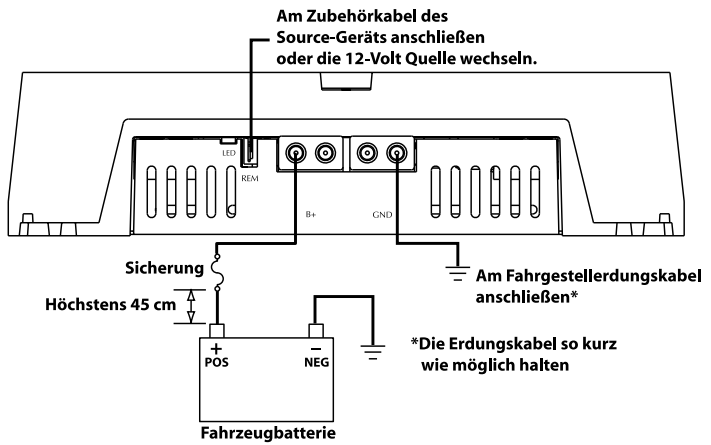 Am Zubehörkabel des
Source-Geräts anschließen
oder die 12-Volt Quelle wechseln.
LED
REM
B+
GND
Sicherung
Höchstens 45 cm
Am Fahrgestellerdungskabel
anschließen*
+
POS
–
NEG
*Die Erdungskabel so kurz
wie möglich halten
Fahrzeugbatterie